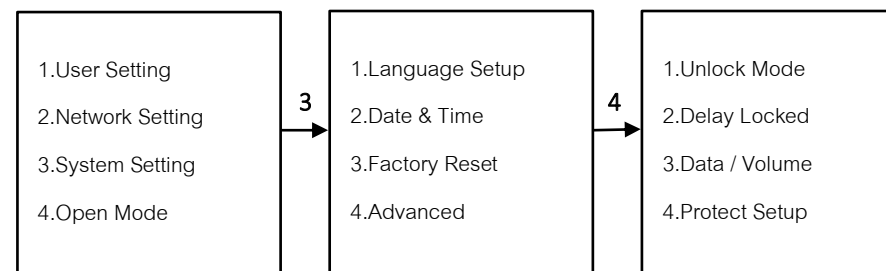 1.User Setting
2.Network Setting
3.System Setting
4.Open Mode
3
1.Language Setup
2.Date & Time
3.Factory Reset
4.Advanced
4
1.Unlock Mode
2.Delay Locked
3.Data / Volume
4.Protect Setup